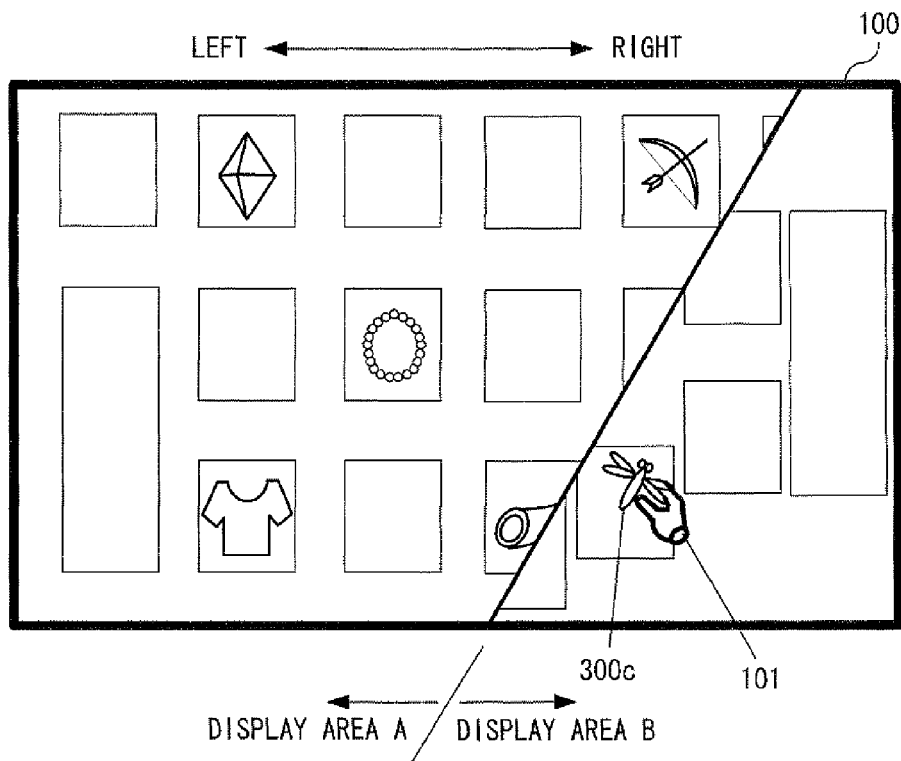 LEFT RIGHT
100
300c
101
DISPLAY AREA A DISPLAY AREA B